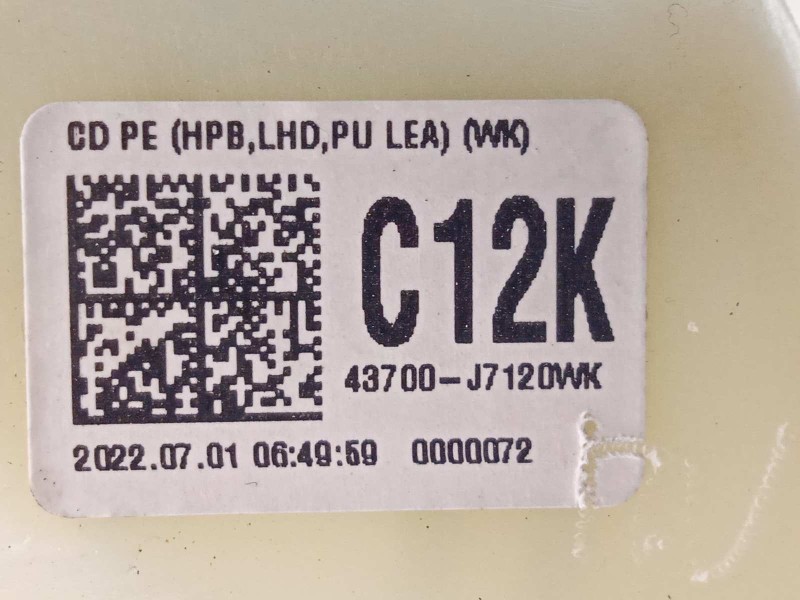 CD PE (HPB,LHD,PU LEA) (WK)
C12K
43700-J7120WK
2022.07.01 06:49:59 0000072